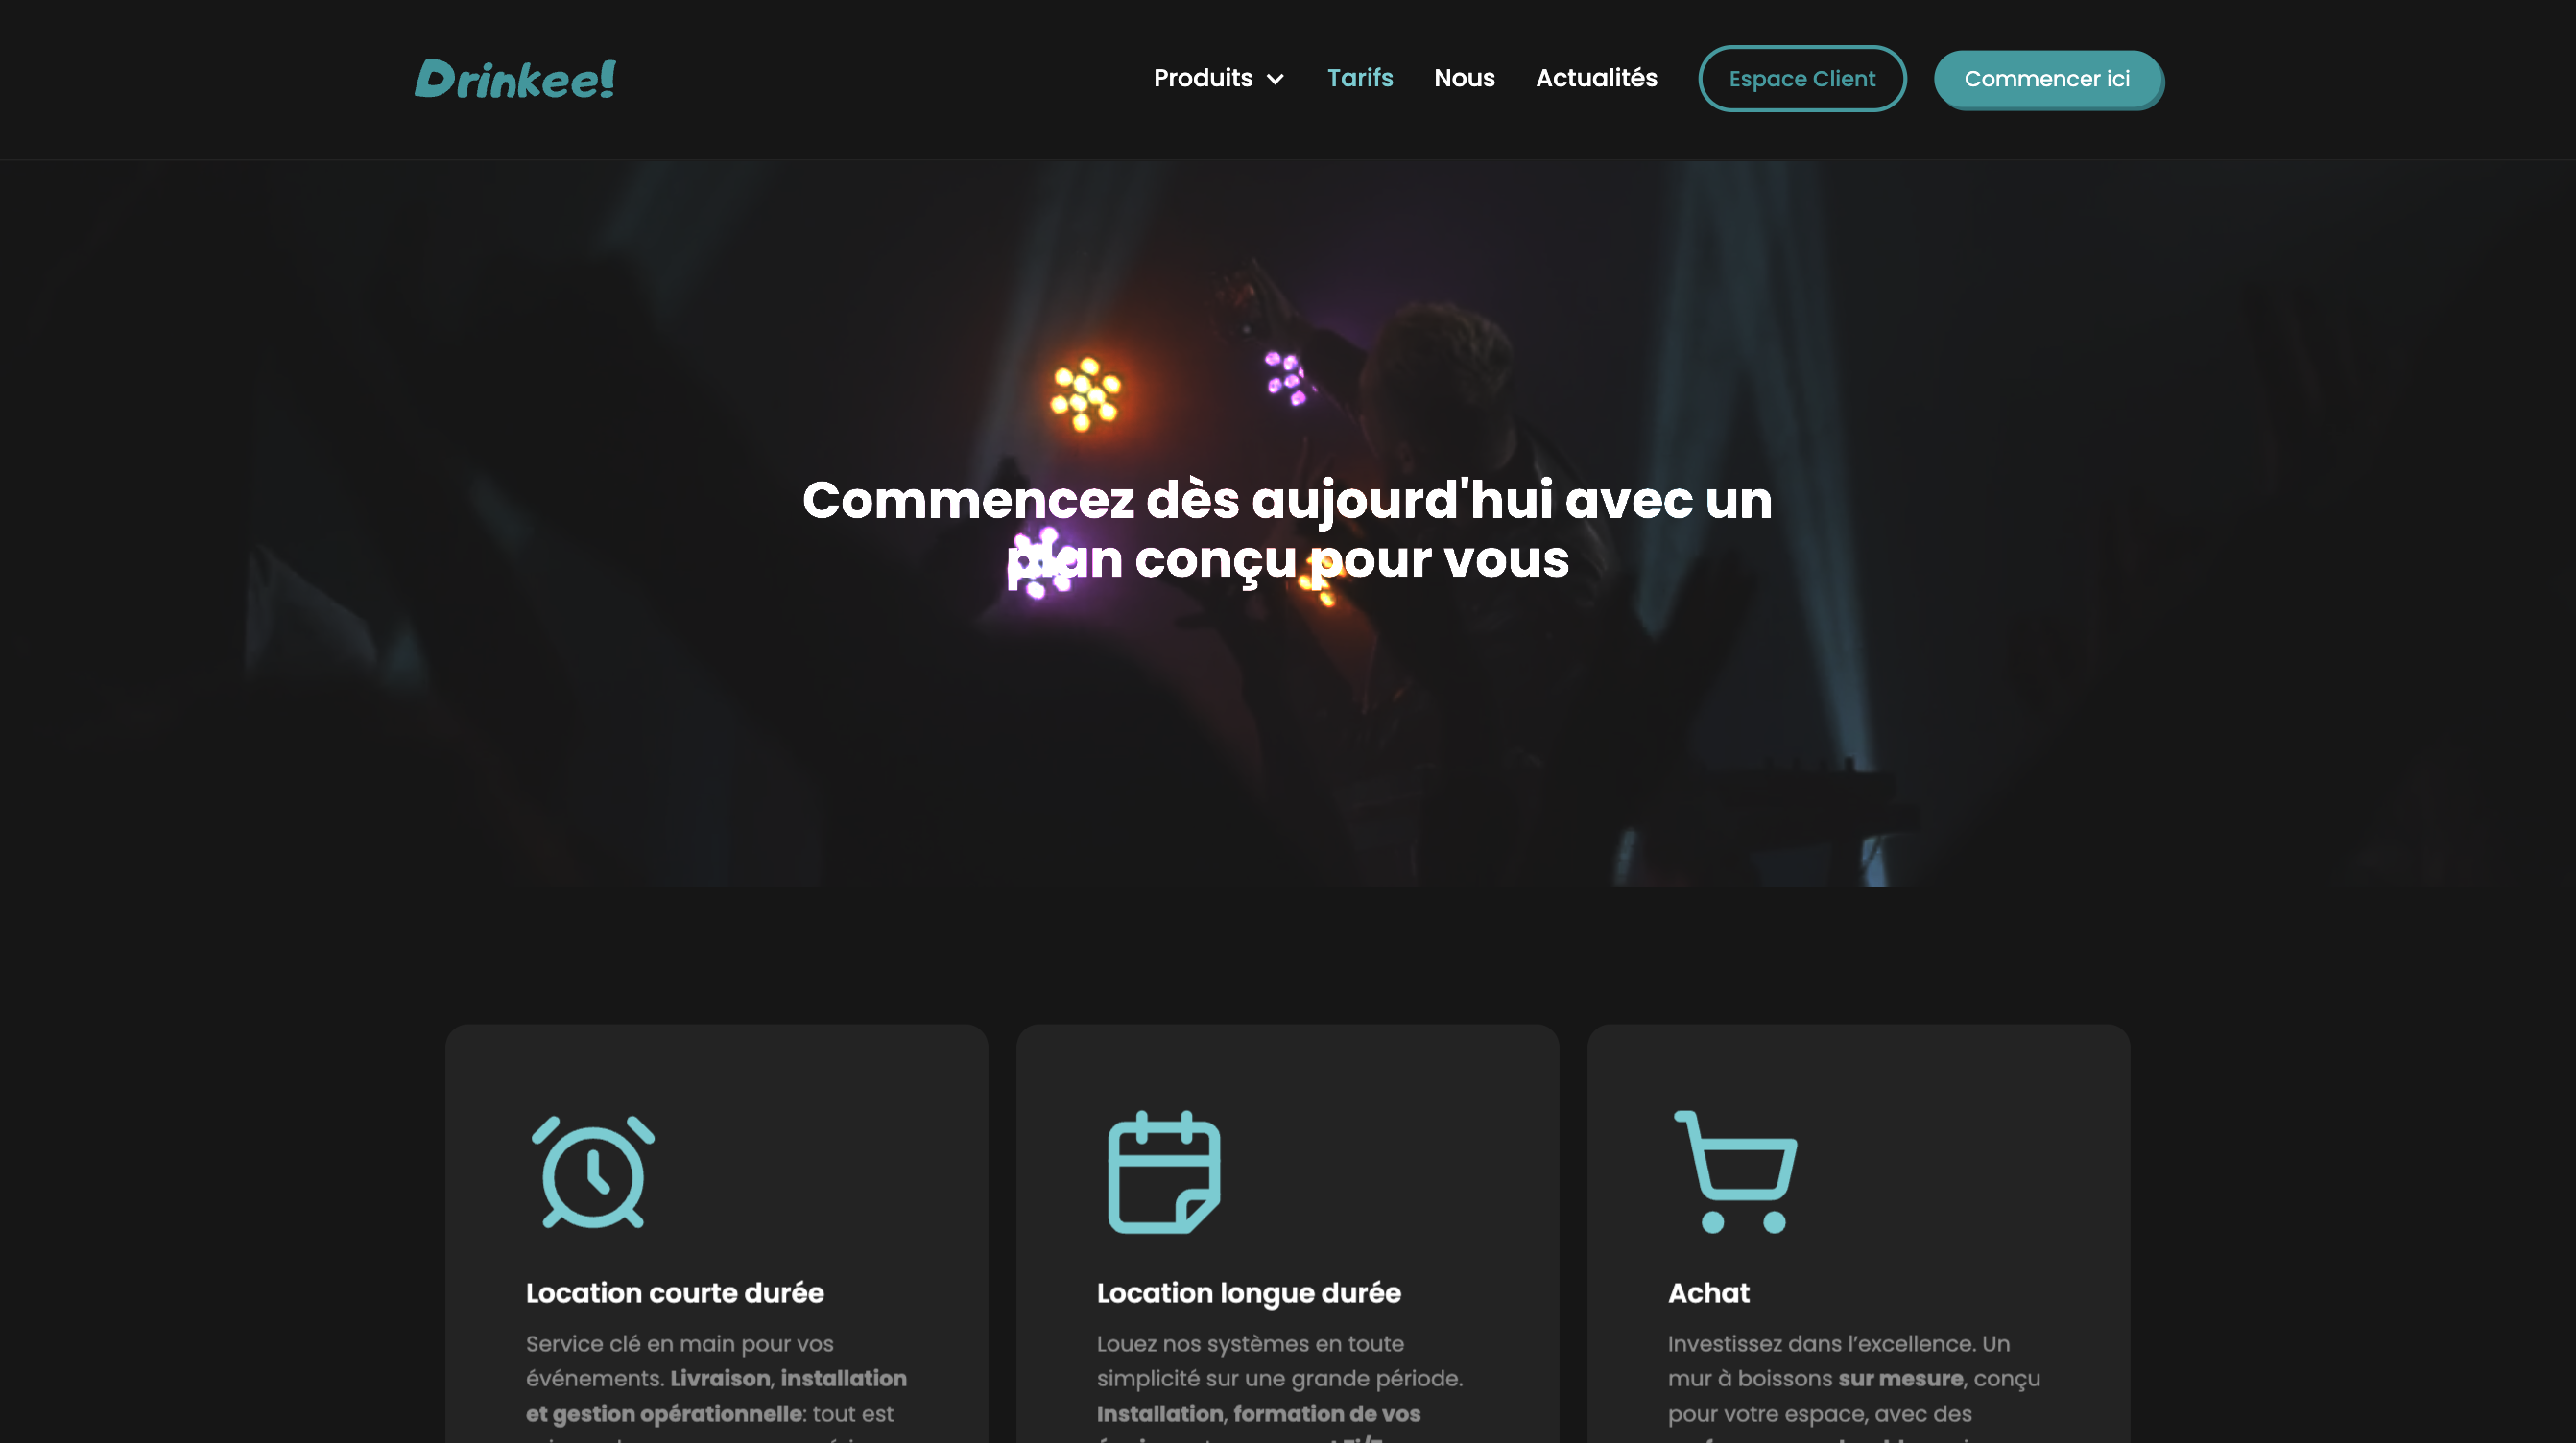 Drinkee!
Produits
Tarifs
Nous
Actualités
Espace Client
Commencer ici
Commencez dès aujourd'hui avec un
plan conçu pour vous
Location courte durée
Service clé en main pour vos
événements. Livraison, installation
et gestion opérationnelle: tout est
Location longue durée
Louez nos systèmes en toute
simplicité sur une grande période.
Installation, formation de vos
Achat
Investissez dans l’excellence. Un
mur à boissons sur mesure, conçu
pour votre espace, avec des